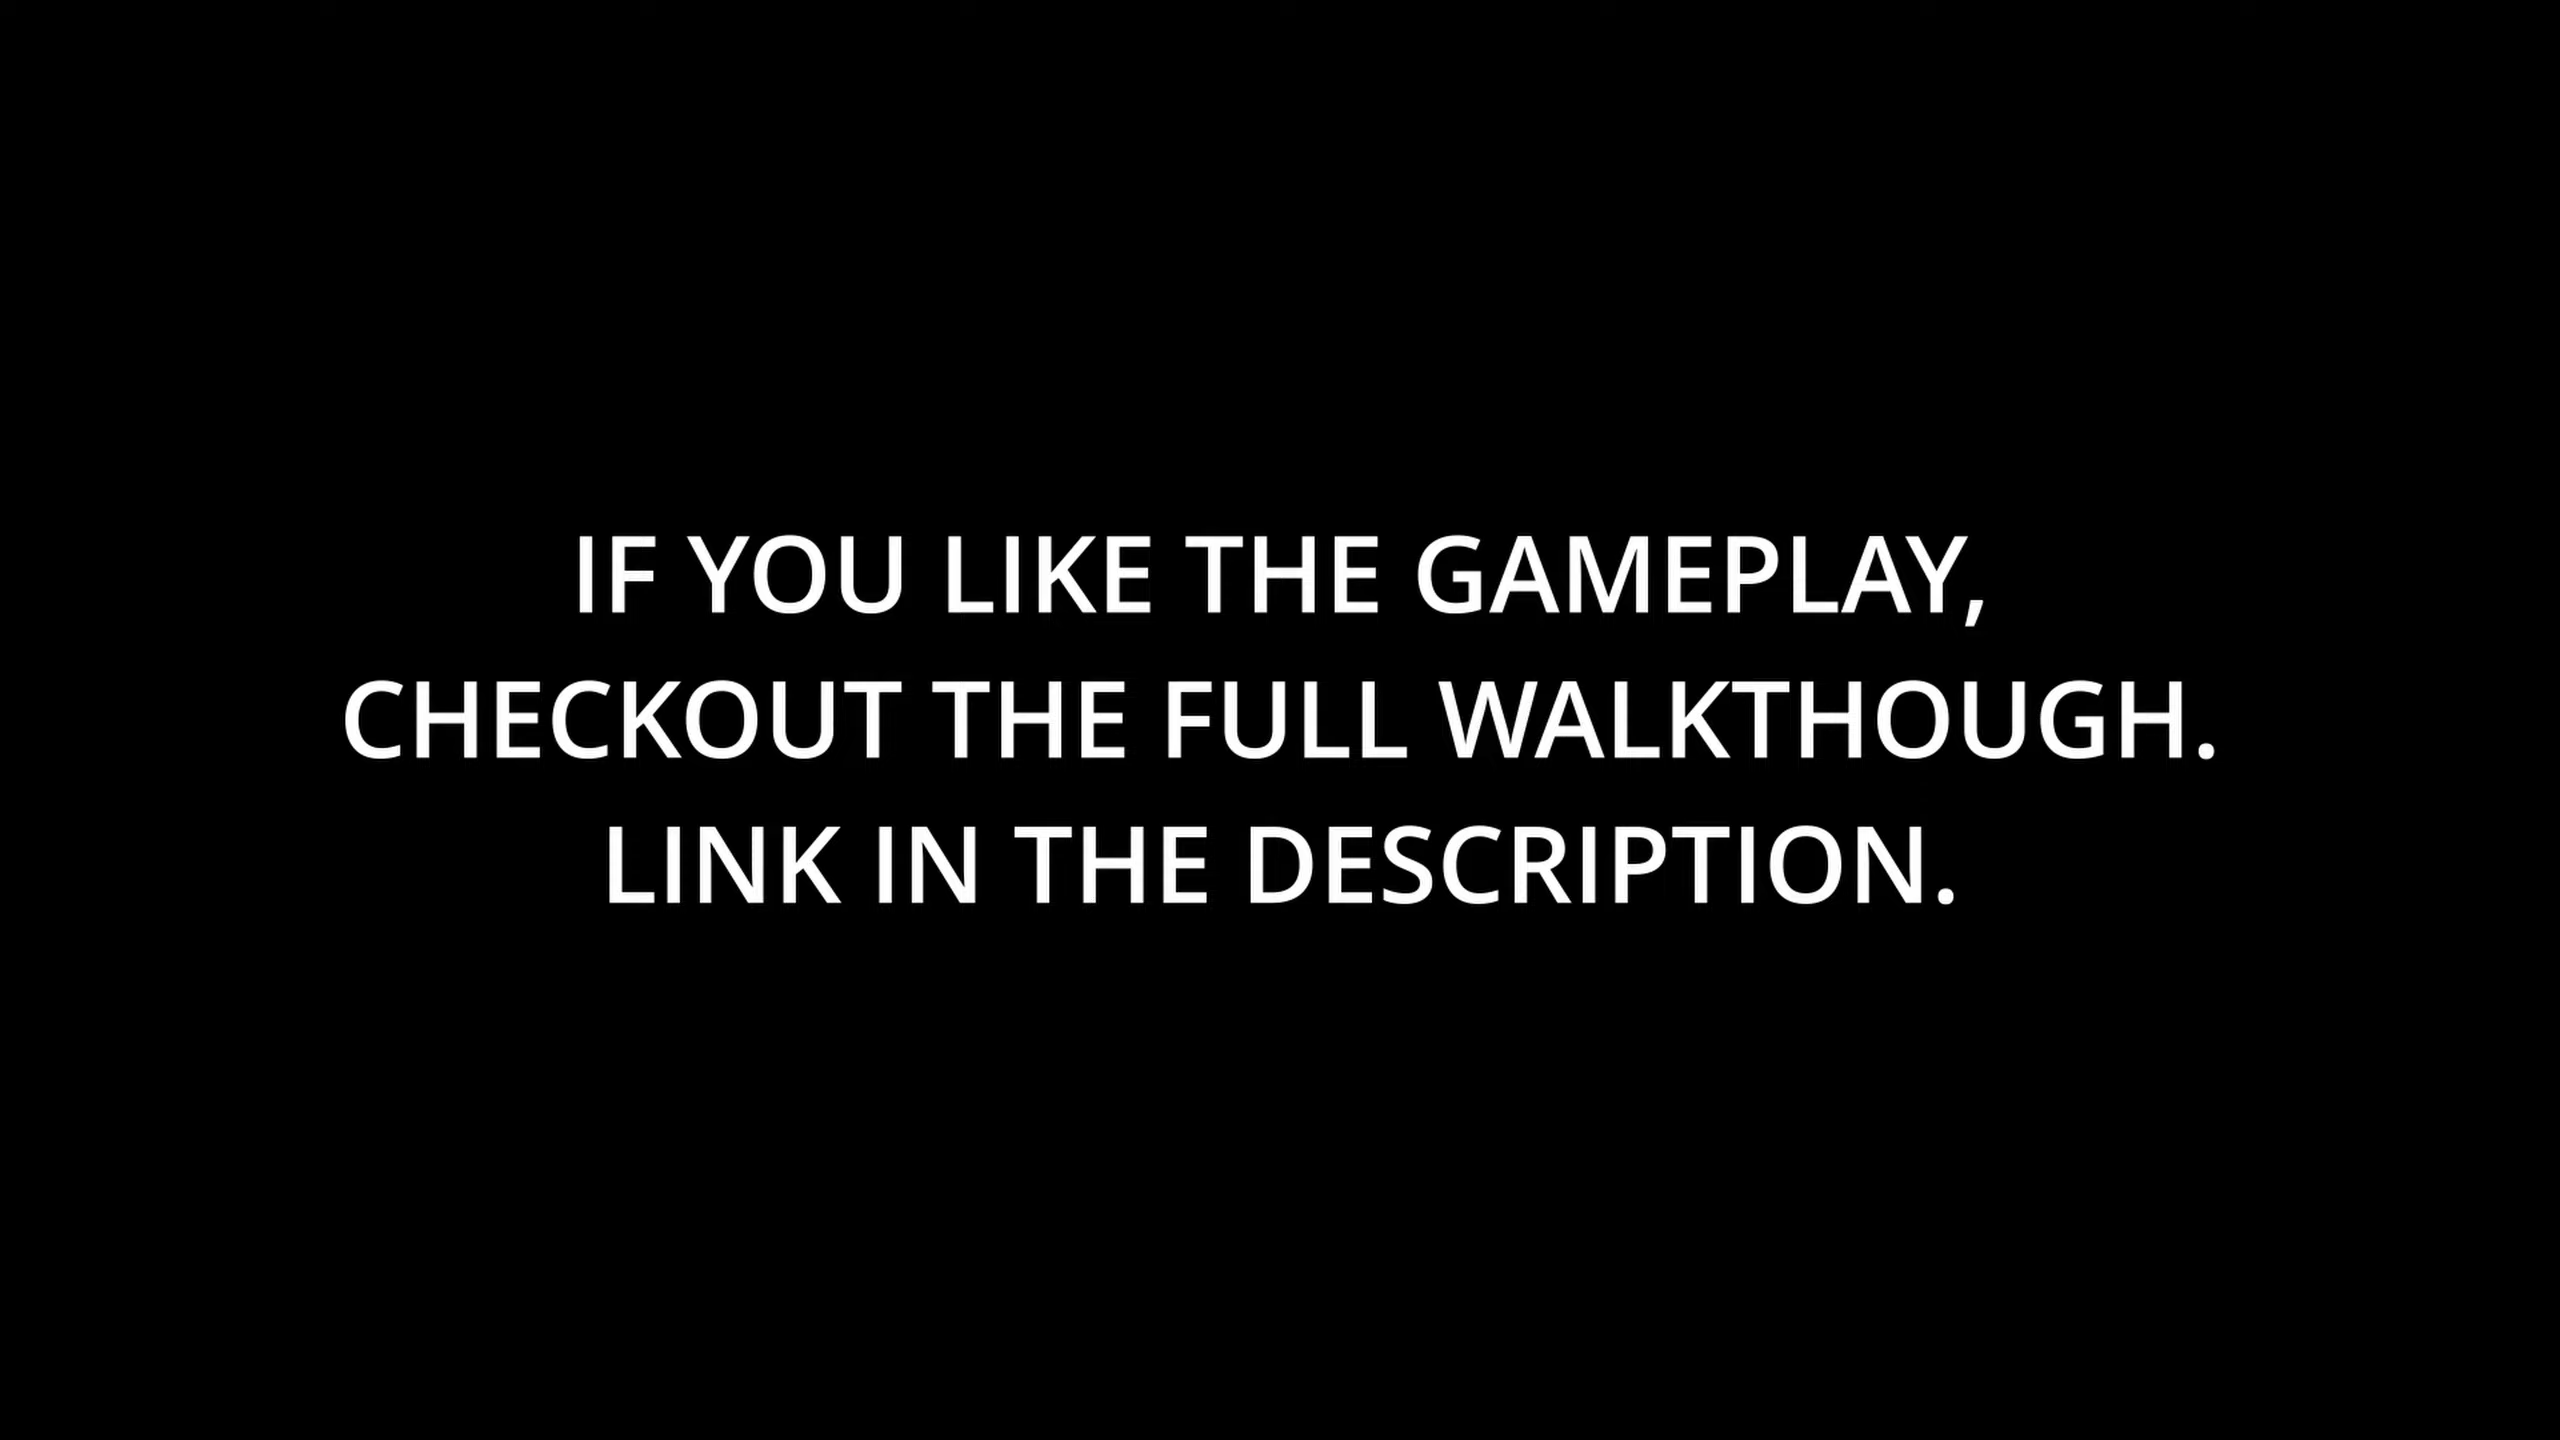 IF YOU LIKE THE GAMEPLAY,
CHECKOUT THE FULL WALKTHOUGH.
LINK IN THE DESCRIPTION.